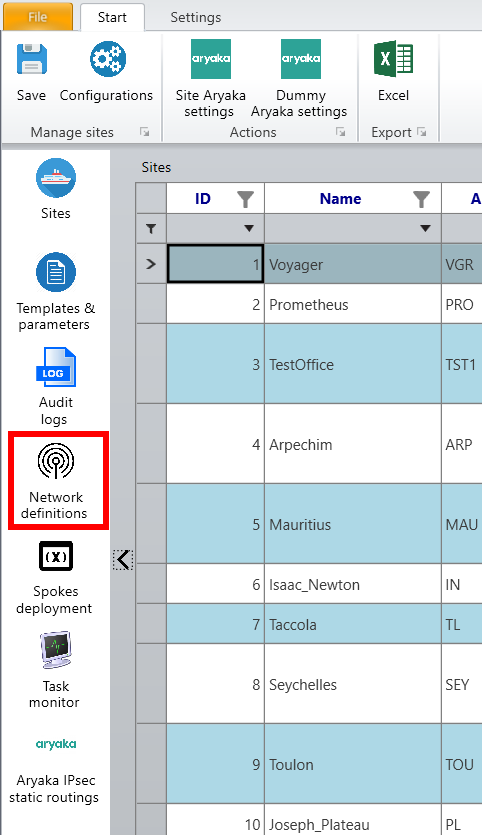 File Start Settings
aryaka aryaka
Save Configurations Site Aryaka settings Dummy Aryaka settings Excel
Manage sites Actions Export
Sites
Templates & parameters
LOG
Audit logs
Network definitions
(X)
Spokes deployment
Task monitor
aryaka
Aryaka IPsec static routings
Sites
ID Name A
1 Voyager VGR
2 Prometheus PRO
3 TestOffice TST1
4 Arpechim ARP
5 Mauritius MAU
6 Isaac_Newton IN
7 Taccola TL
8 Seychelles SEY
9 Toulon TOU
10 Joseph_Plateau PL